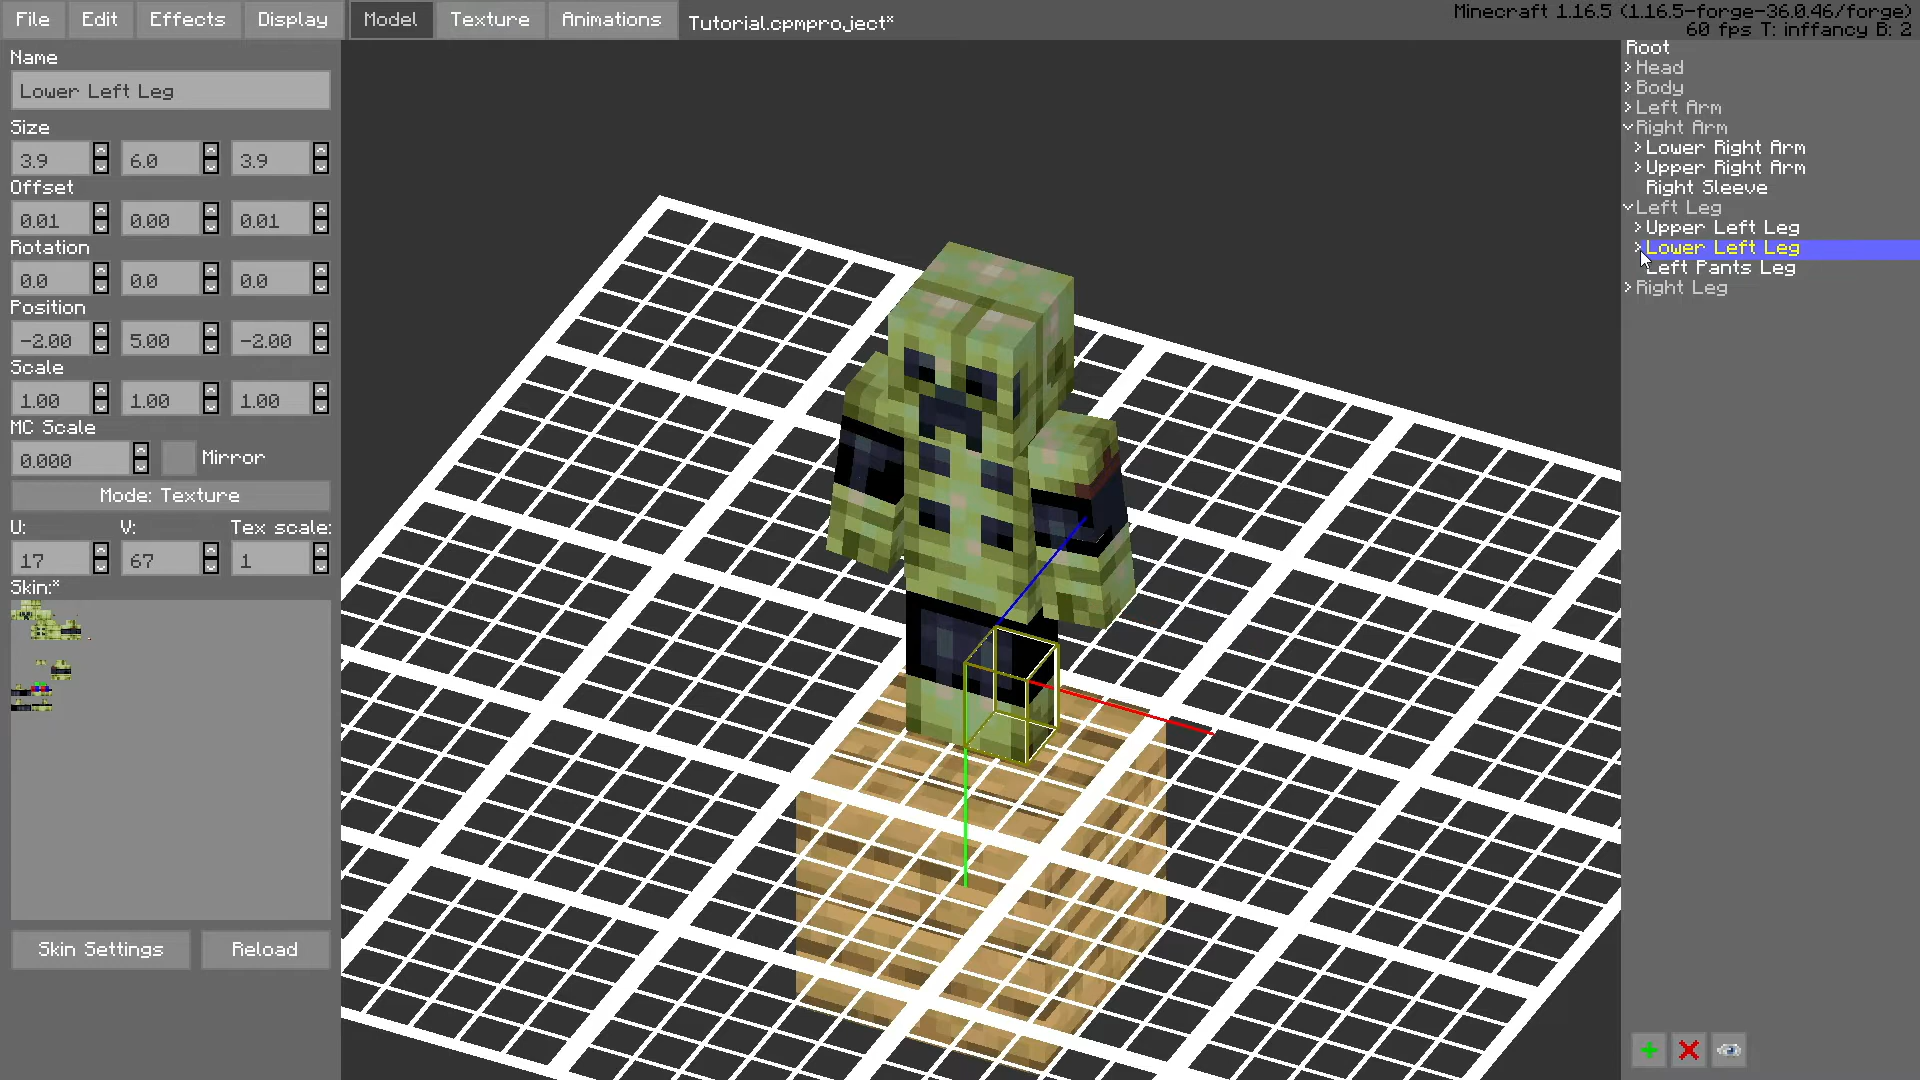 File Edit Effects Display Model Texture Animations Tutorial.cpmproject*
Minecraft 1.16.5 (1.16.5-forge-36.0.46/forge)
60 fps T: inffancy B: 2
Name
Lower Left Leg
Size
3.9 6.0 3.9
Offset
0.01 0.00 0.01
Rotation
0.0 0.0 0.0
Position
-2.00 5.00 -2.00
Scale
1.00 1.00 1.00
MC Scale
0.000 Mirror
Mode: Texture
U: V: Tex scale:
17 67 1
Skin:*
Skin Settings Reload
Root
Head
Body
Left Arm
Right Arm
Lower Right Arm
Upper Right Arm
Right Sleeve
Left Leg
Upper Left Leg
Lower Left Leg
Left Pants Leg
Right Leg